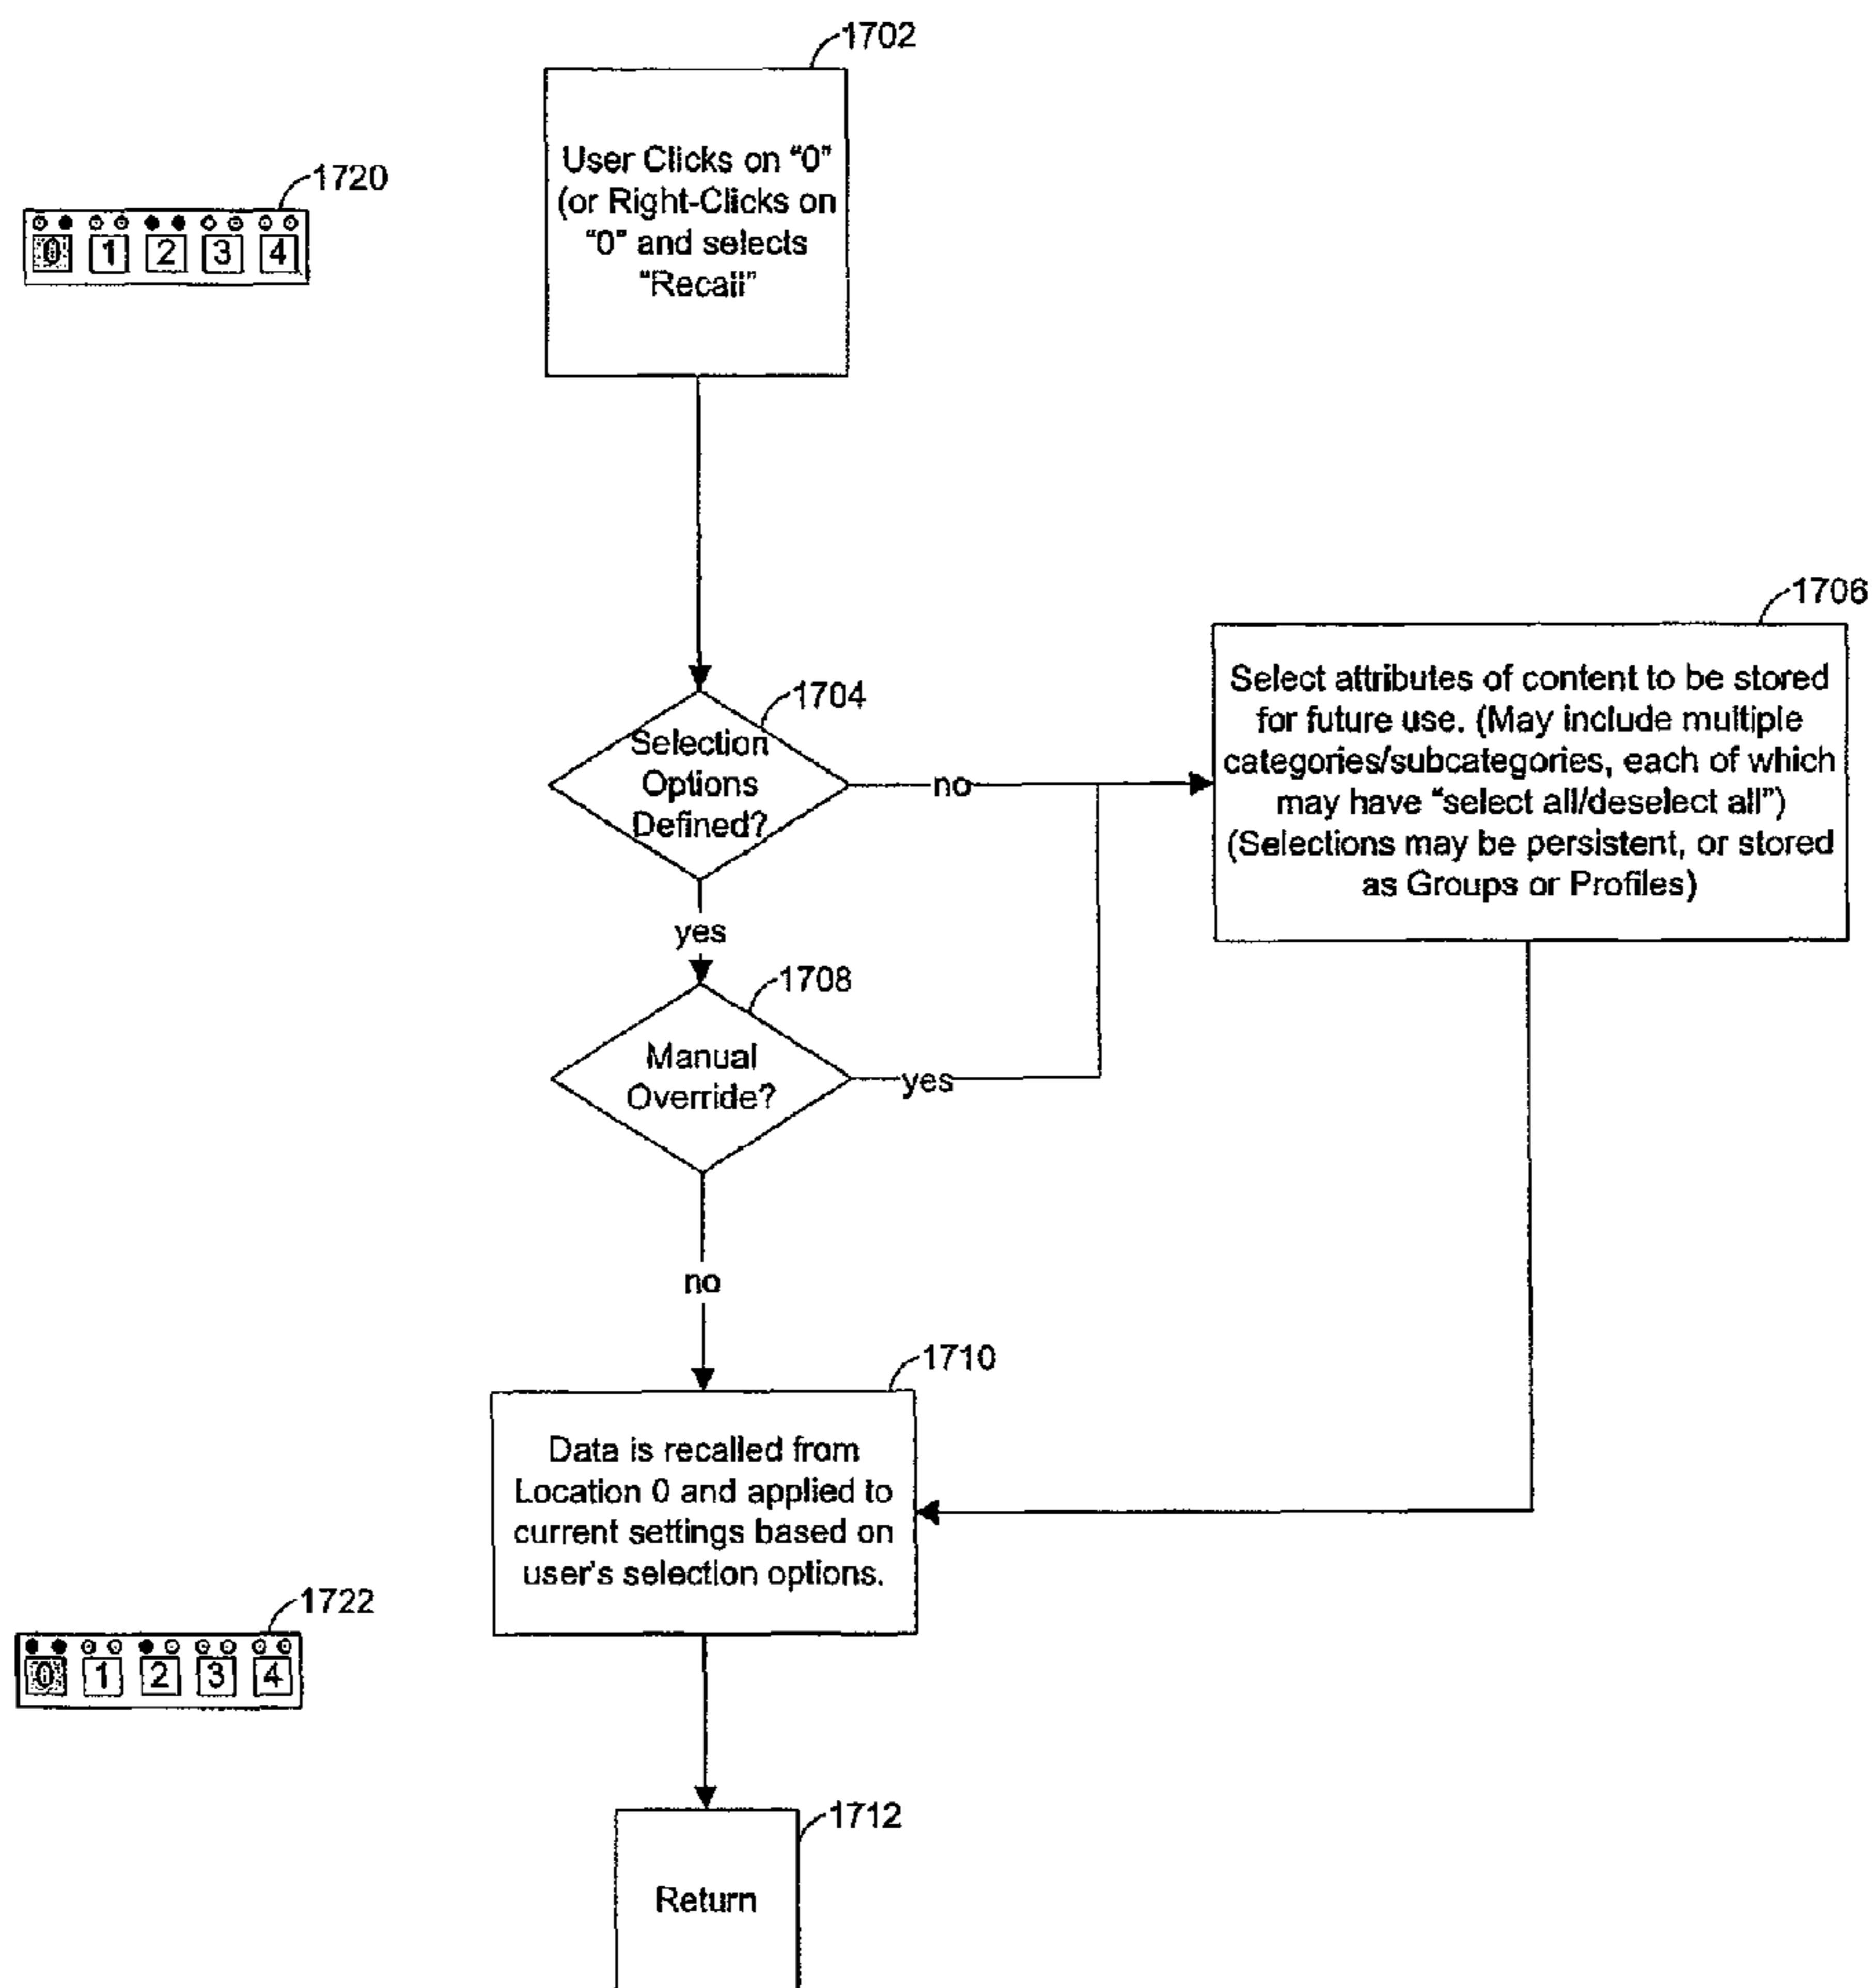 1702
User Clicks on "0"
(or Right-Clicks on
"0" and selects
"Recall"
1720
0 1 2 3 4
1704
Selection
Options
Defined?
no
yes
1706
Select attributes of content to be stored
for future use. (May include multiple
categories/subcategories, each of which
may have "select all/deselect all")
(Selections may be persistent, or stored
as Groups or Profiles)
1708
Manual
Override?
yes
no
1710
Data is recalled from
Location 0 and applied to
current settings based on
user's selection options.
1722
0 1 2 3 4
1712
Return